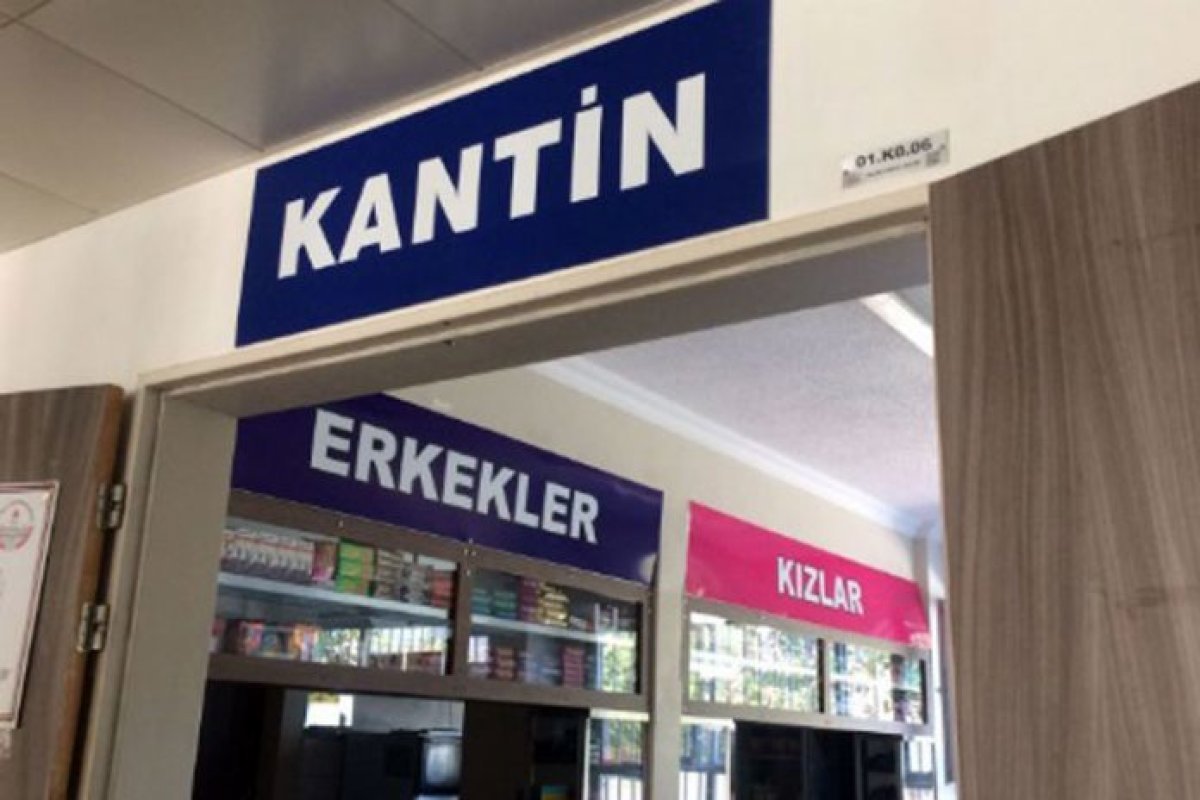 KANTİN
01.K0.06
ERKEKLER
KIZLAR